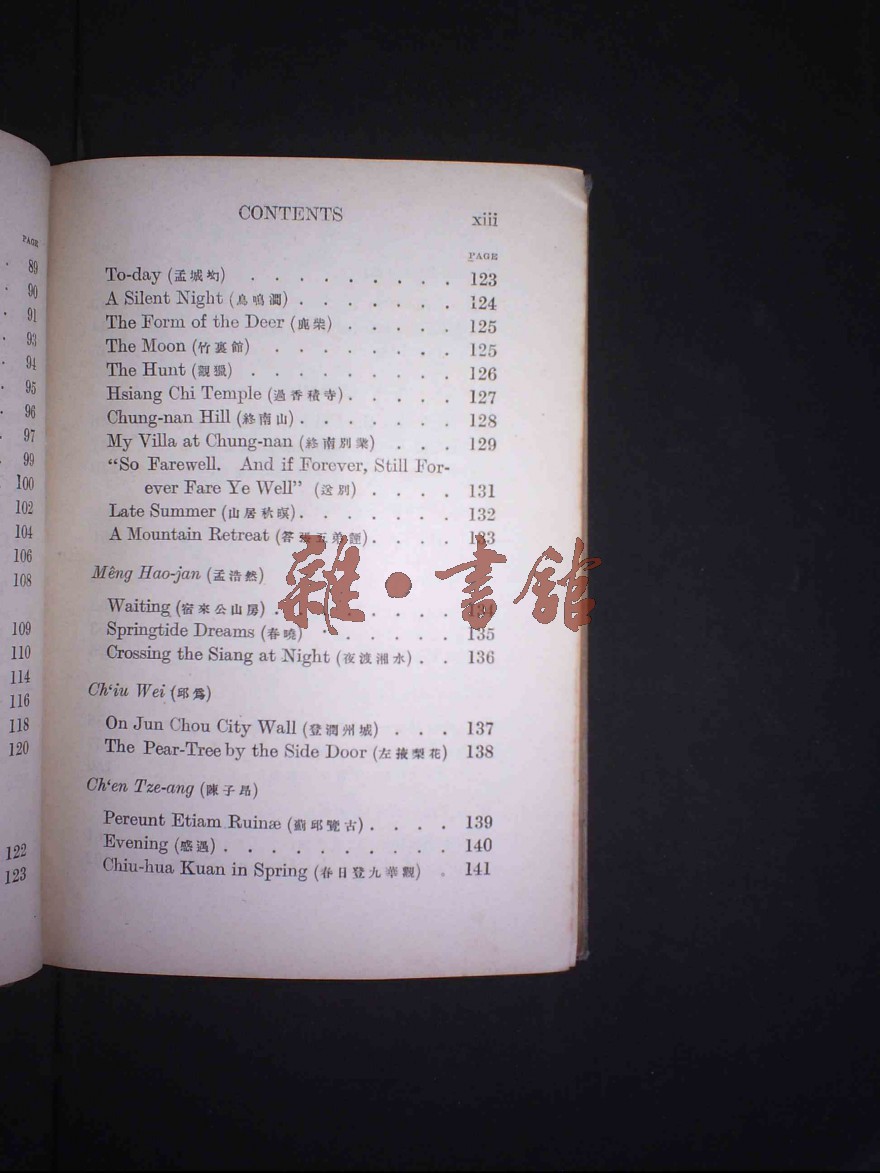 PAGE
89
90
91
93
94
95
96
97
99
100
102
104
106
108
109
110
114
116
118
120
122
123
CONTENTS xiii
PAGE
To-day (孟城坳) . . . . . . . 123
A Silent Night (鳥鳴澗) . . . . . . . 124
The Form of the Deer (鹿柴) . . . . . 125
The Moon (竹裏館) . . . . . . . . 125
The Hunt (觀獵) . . . . . . . . . 126
Hsiang Chi Temple (過香積寺) . . . . . 127
Chung-nan Hill (終南山) . . . . . . . 128
My Villa at Chung-nan (終南別業) . . . 129
“So Farewell. And if Forever, Still For-
ever Fare Ye Well” (送別) . . . . 131
Late Summer (山居秋暝) . . . . . . . 132
A Mountain Retreat (答張五弟諲) . . . . 133
Mêng Hao-jan (孟浩然)
Waiting (宿來公山房) . . . . . . . 134
Springtide Dreams (春曉) . . . . . . 135
Crossing the Siang at Night (夜渡湘水) . . 136
Ch‘iu Wei (邱爲)
On Jun Chou City Wall (登潤州城) . . . 137
The Pear-Tree by the Side Door (左掖梨花) 138
Ch‘en Tze-ang (陳子昂)
Pereunt Etiam Ruinæ (薊邱覽古) . . . . 139
Evening (感遇) . . . . . . . . . . 140
Chiu-hua Kuan in Spring (春日登九華觀) . 141
雜·書館